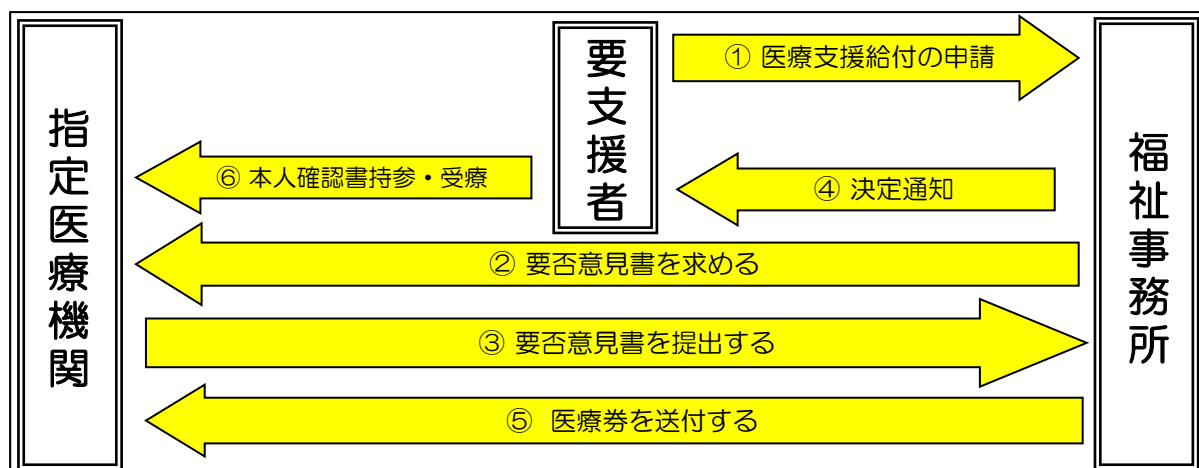 要支援者
① 医療支援給付の申請
指定医療機関
福祉事務所
⑥ 本人確認書持参・受療
④ 決定通知
② 要否意見書を求める
③ 要否意見書を提出する
⑤ 医療券を送付する